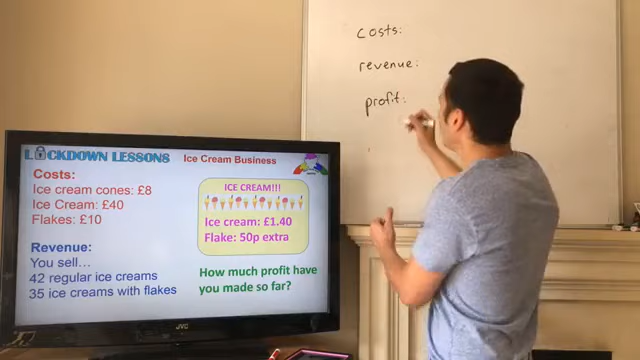 costs:
revenue:
profit:
LOCKDOWN LESSONS Ice Cream Business
Costs:
Ice cream cones: £8
Ice Cream: £40
Flakes: £10
ICE CREAM!!!
Ice cream: £1.40
Flake: 50p extra
Revenue:
You sell...
42 regular ice creams
35 ice creams with flakes
How much profit have
you made so far?
JVC